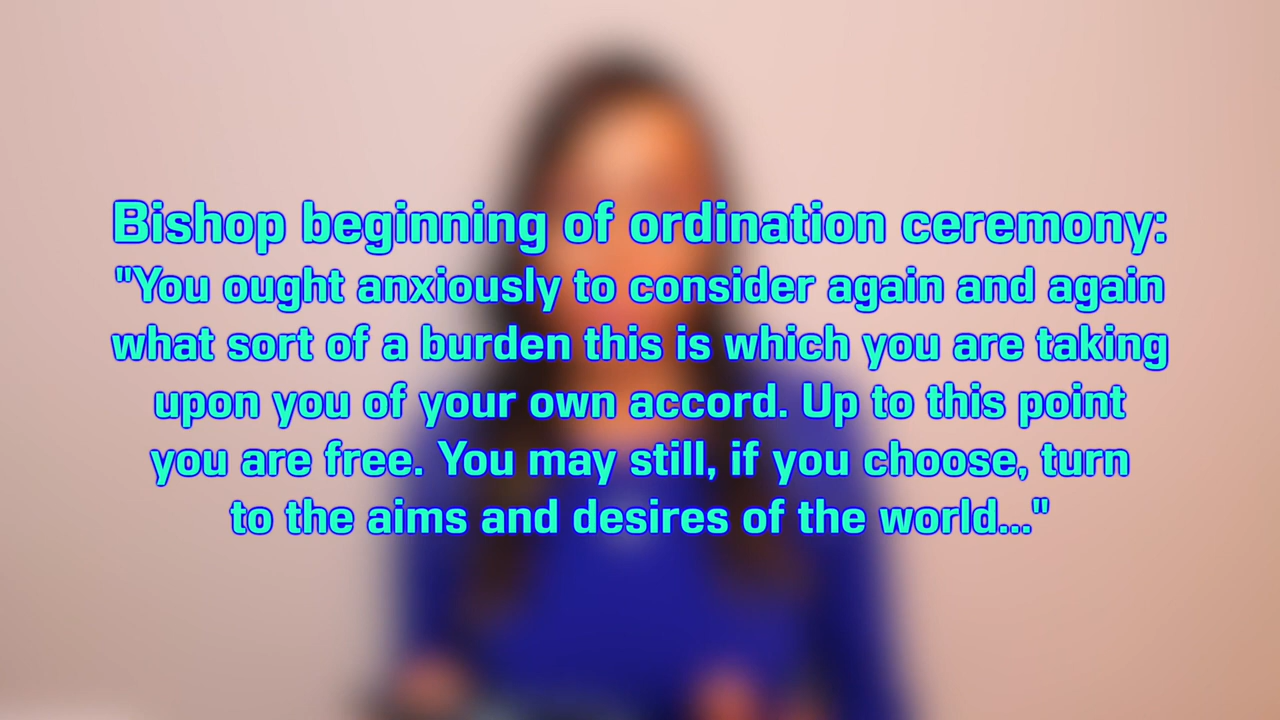 Bishop beginning of ordination ceremony:
"You ought anxiously to consider again and again
what sort of a burden this is which you are taking
upon you of your own accord. Up to this point
you are free. You may still, if you choose, turn
to the aims and desires of the world..."